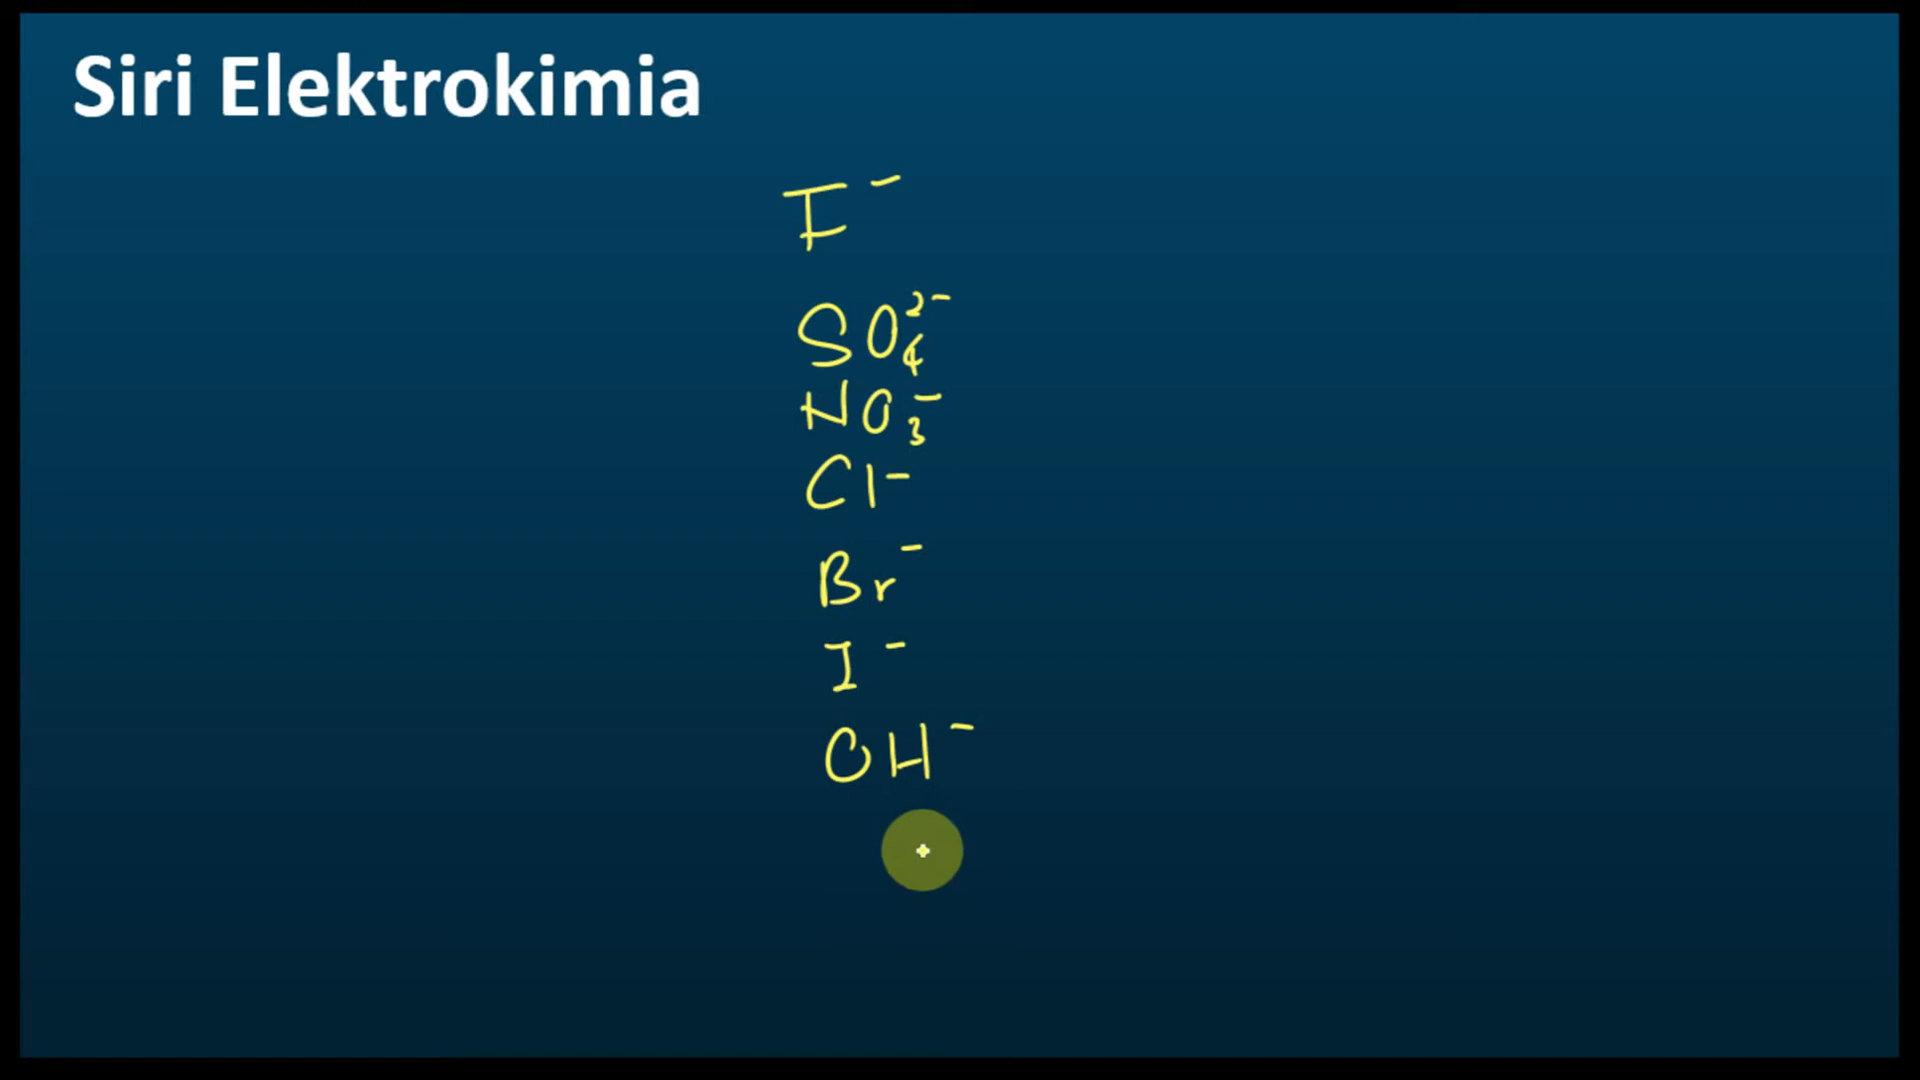 Siri Elektrokimia
F⁻
SO₄²⁻
NO₃⁻
Cl⁻
Br⁻
I⁻
OH⁻